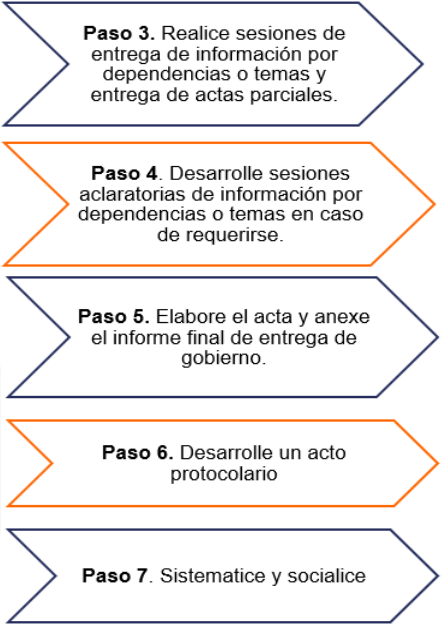 Paso 3. Realice sesiones de
entrega de información por
dependencias o temas y
entrega de actas parciales.
Paso 4. Desarrolle sesiones
aclaratorias de información por
dependencias o temas en caso
de requerirse.
Paso 5. Elabore el acta y anexe
el informe final de entrega de
gobierno.
Paso 6. Desarrolle un acto
protocolario
Paso 7. Sistematice y socialice